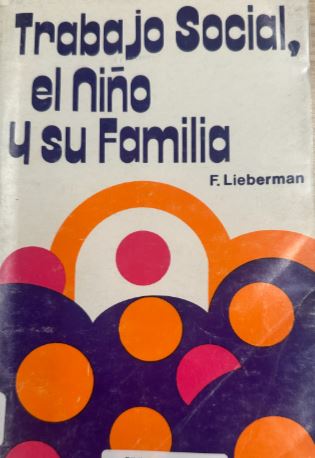 Trabajo Social,
el Niño
y su Familia
F. Lieberman